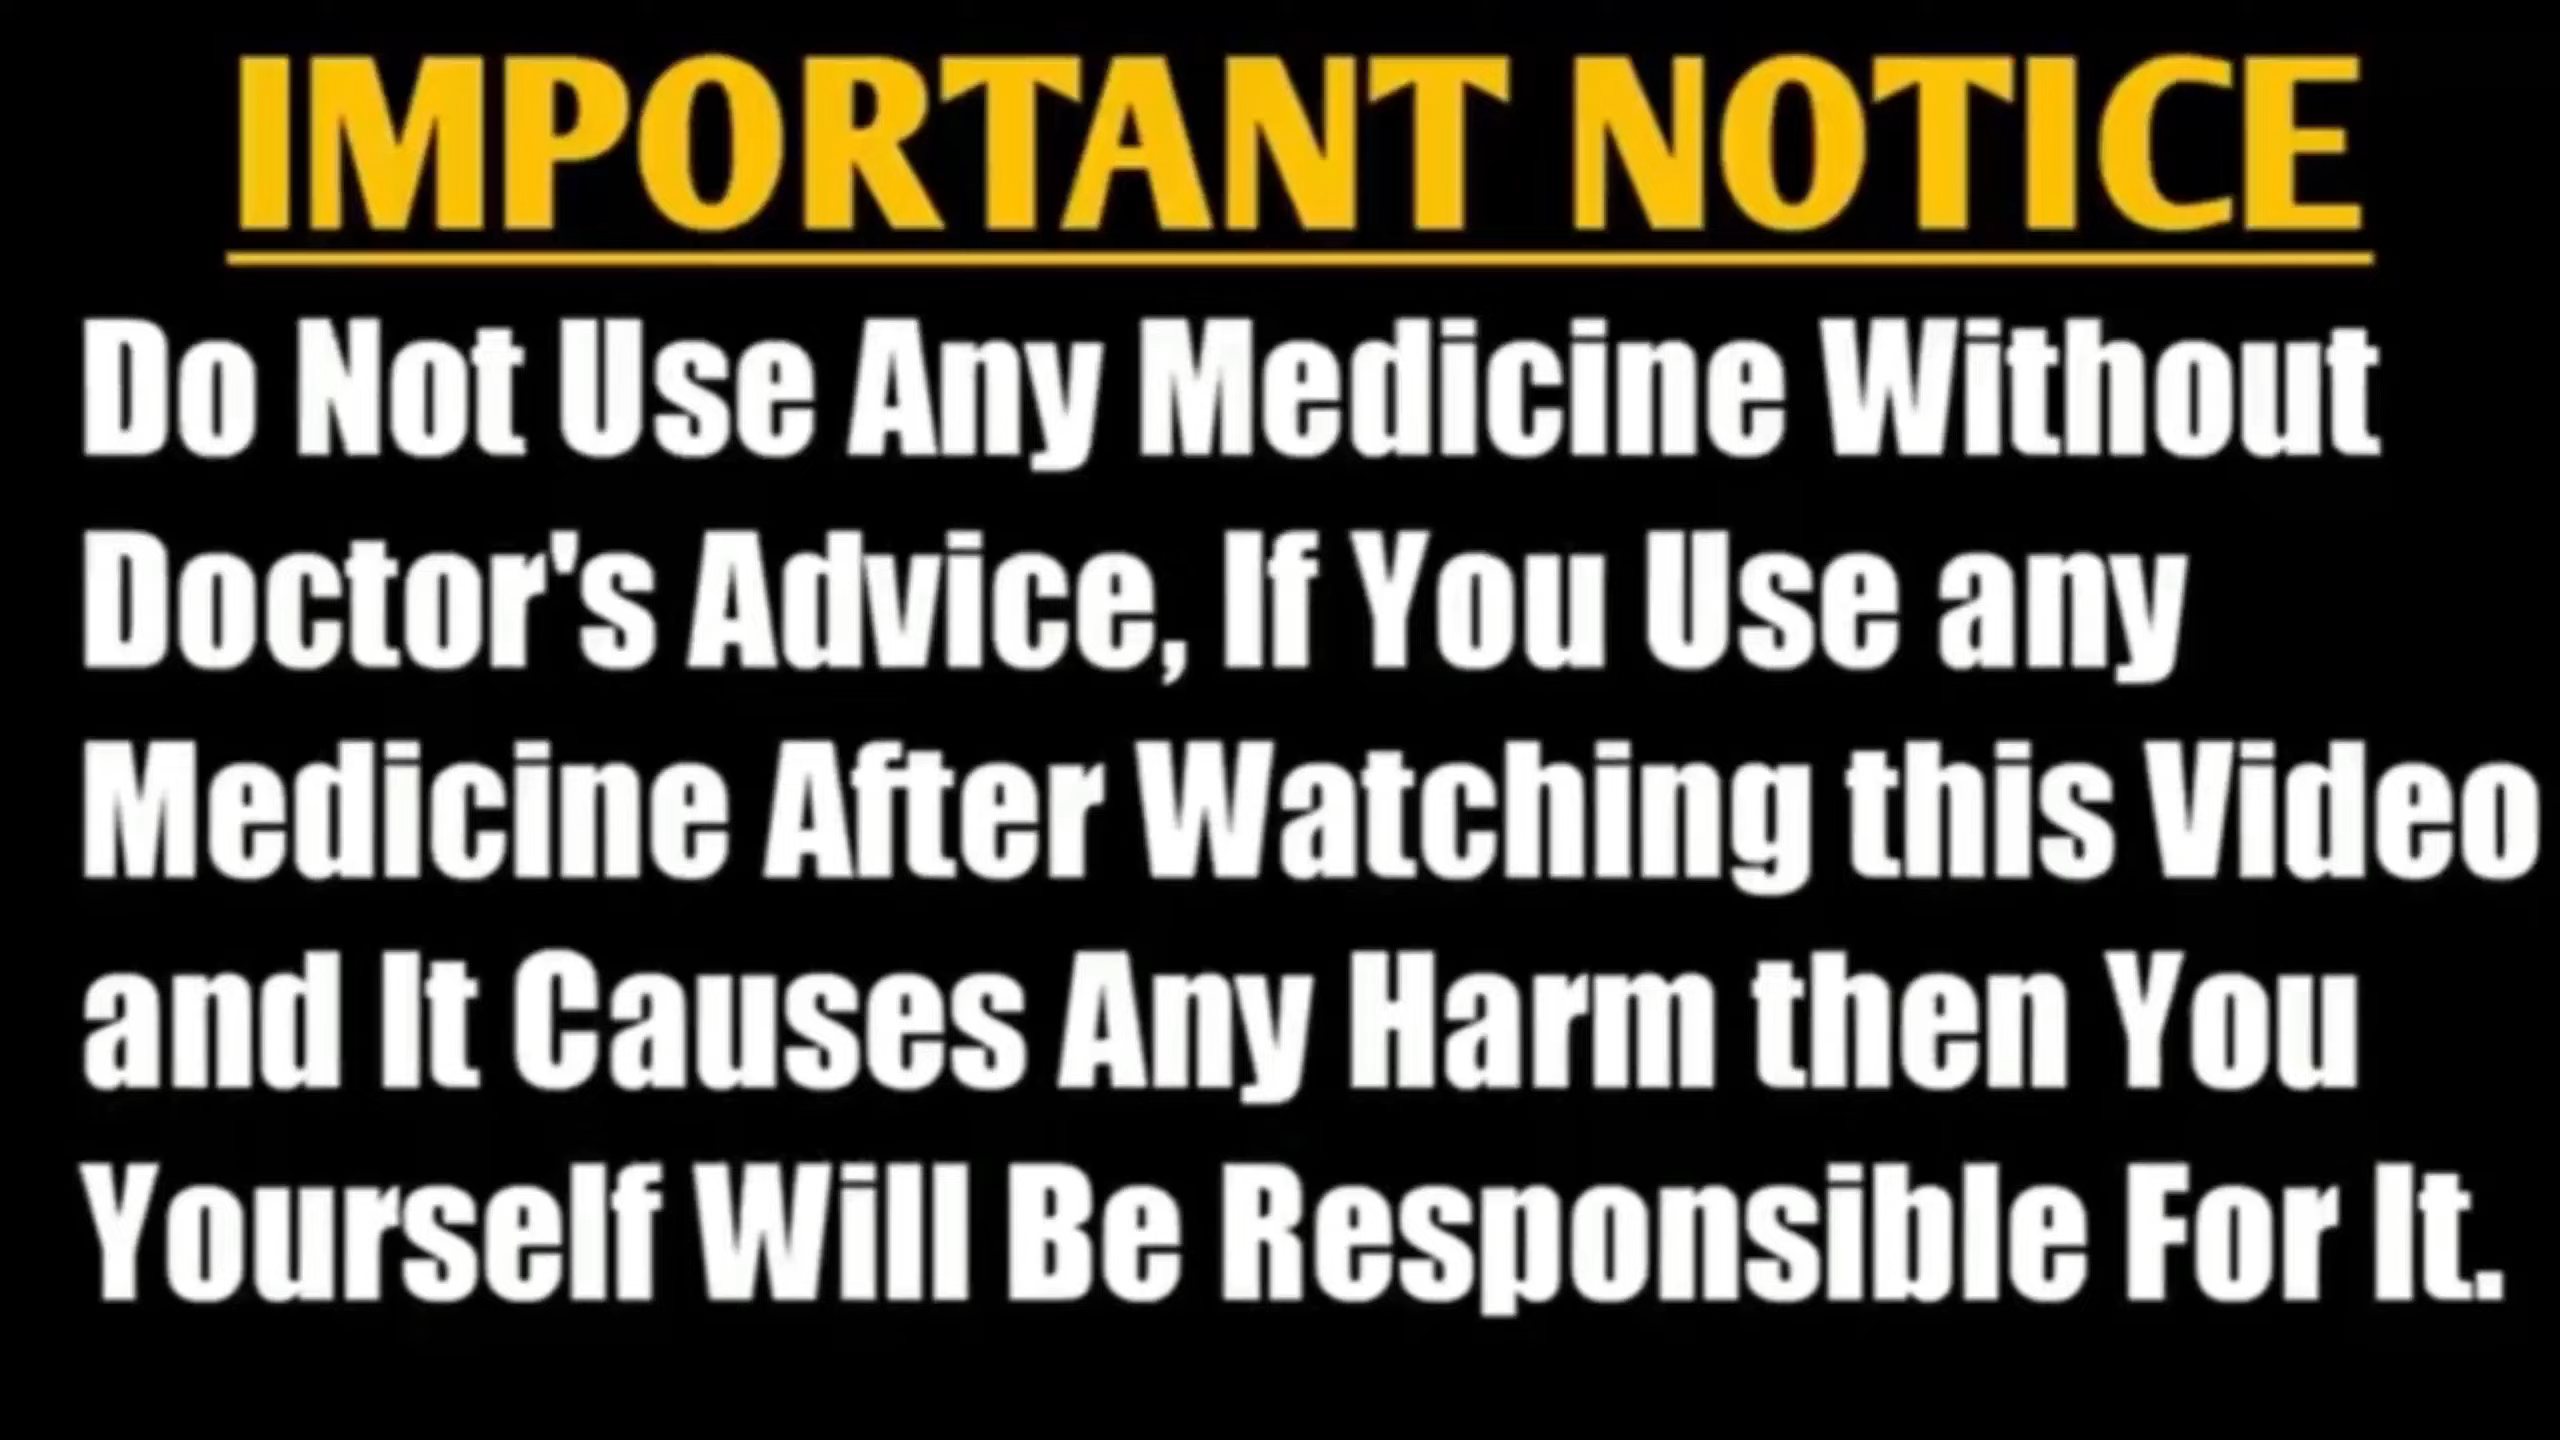 IMPORTANT NOTICE
Do Not Use Any Medicine Without
Doctor's Advice, If You Use any
Medicine After Watching this Video
and It Causes Any Harm then You
Yourself Will Be Responsible For It.